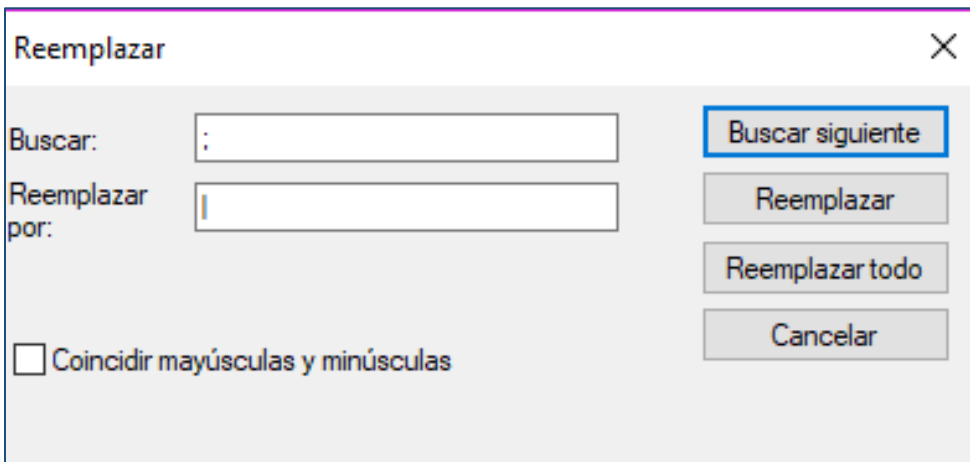 Reemplazar
Buscar: ; Buscar siguiente
Reemplazar por: | Reemplazar
Reemplazar todo
Cancelar
Coincidir mayúsculas y minúsculas